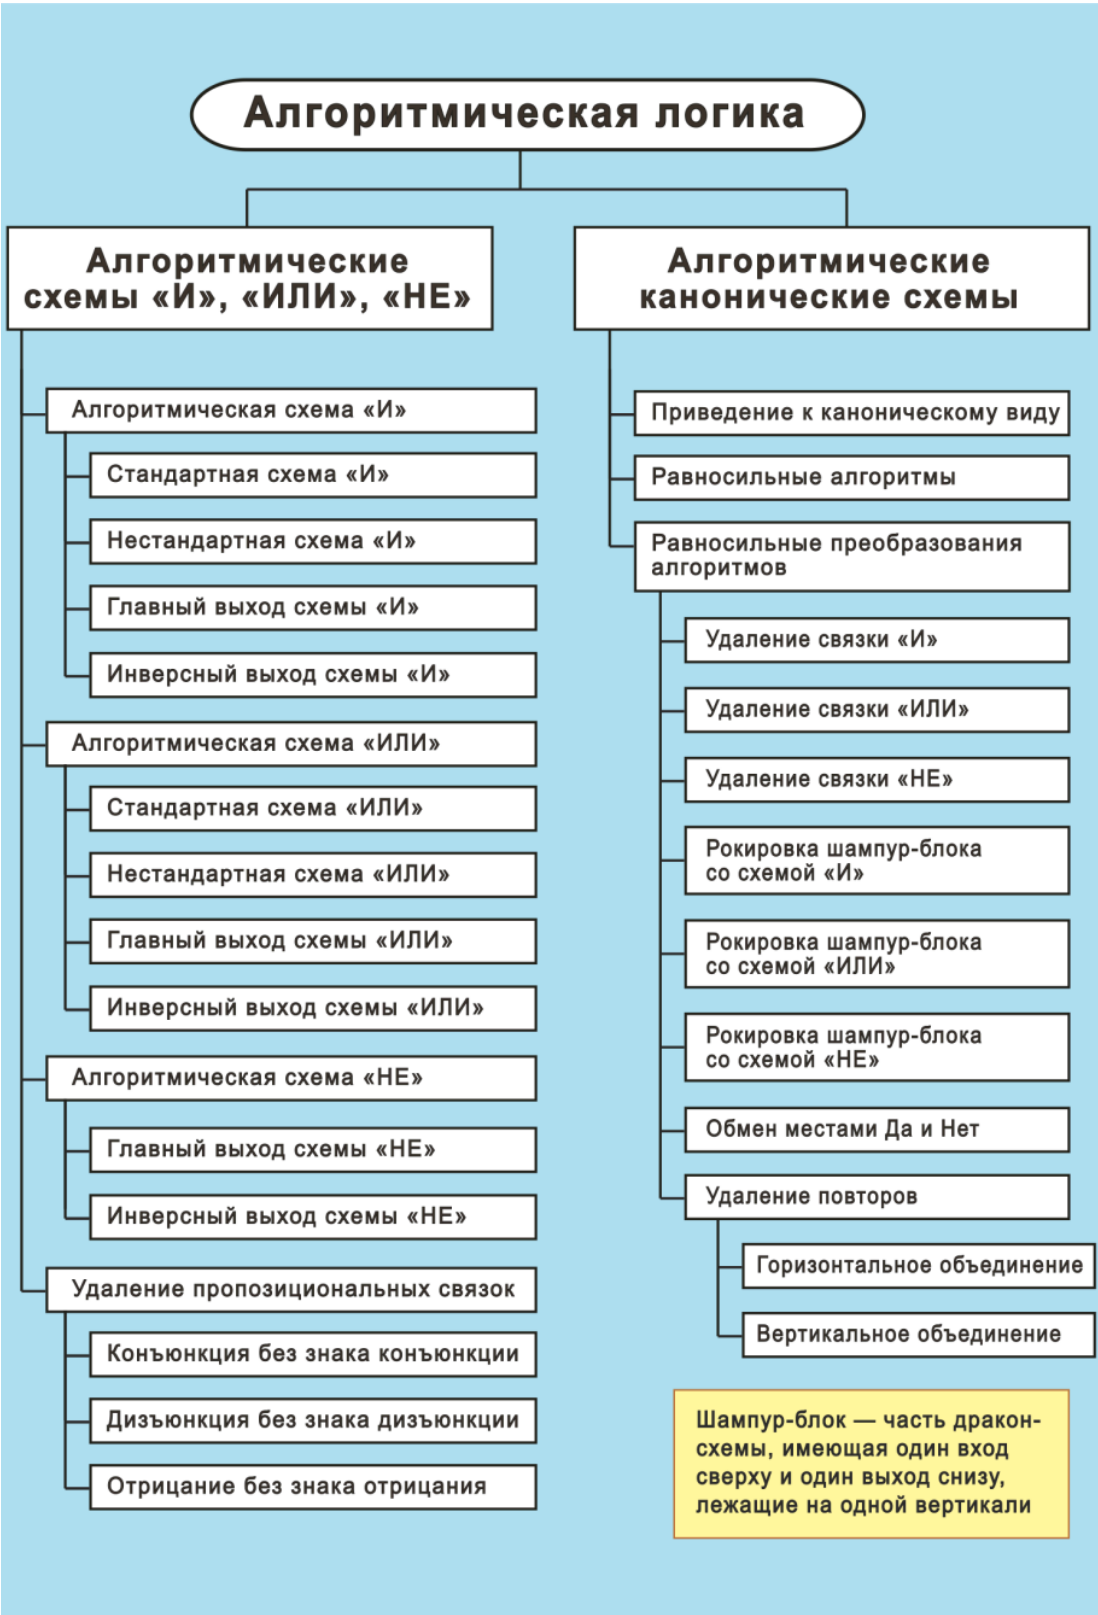 Алгоритмическая логика
Алгоритмические
схемы «И», «ИЛИ», «НЕ»
Алгоритмическая схема «И»
Стандартная схема «И»
Нестандартная схема «И»
Главный выход схемы «И»
Инверсный выход схемы «И»
Алгоритмическая схема «ИЛИ»
Стандартная схема «ИЛИ»
Нестандартная схема «ИЛИ»
Главный выход схемы «ИЛИ»
Инверсный выход схемы «ИЛИ»
Алгоритмическая схема «НЕ»
Главный выход схемы «НЕ»
Инверсный выход схемы «НЕ»
Удаление пропозициональных связок
Конъюнкция без знака конъюнкции
Дизъюнкция без знака дизъюнкции
Отрицание без знака отрицания
Алгоритмические
канонические схемы
Приведение к каноническому виду
Равносильные алгоритмы
Равносильные преобразования
алгоритмов
Удаление связки «И»
Удаление связки «ИЛИ»
Удаление связки «НЕ»
Рокировка шампур-блока
со схемой «И»
Рокировка шампур-блока
со схемой «ИЛИ»
Рокировка шампур-блока
со схемой «НЕ»
Обмен местами Да и Нет
Удаление повторов
Горизонтальное объединение
Вертикальное объединение
Шампур-блок — часть дракон-
схемы, имеющая один вход
сверху и один выход снизу,
лежащие на одной вертикали